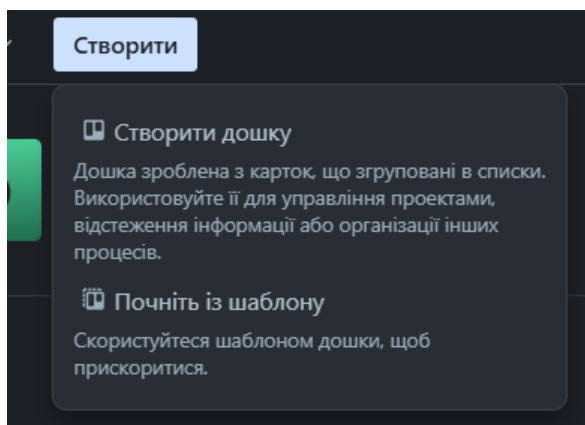 Створити
Створити дошку
Дошка зроблена з карток, що згруповані в списки.
Використовуйте її для управління проектами,
відстеження інформації або організації інших
процесів.
Почніть із шаблону
Скористуйтеся шаблоном дошки, щоб
прискоритися.